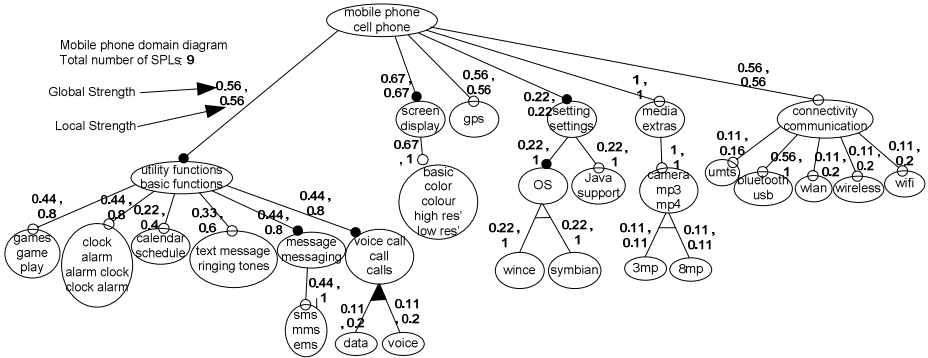 mobile phone
cell phone
Mobile phone domain diagram
Total number of SPLs: 9
Global Strength
Local Strength
0.56,
0.56
0.67,
0.67
0.56,
0.56
0.22,
0.22
1,
1
0.56,
0.56
screen
display
gps
setting
settings
media
extras
connectivity
communication
0.67
, 1
0.22,
1
0.22,
1
1,
1
0.11,
0.16
0.56,
1
0.11,
0.2
0.11,
0.2
0.11,
0.2
utility functions
basic functions
basic
color
colour
high res'
low res'
OS
Java
support
camera
mp3
mp4
umts
bluetooth
usb
wlan
wireless
wifi
0.44,
0.8
0.44,
0.8
0.22,
0.4
0.33,
0.6
0.44,
0.8
0.44,
0.8
games
game
play
clock
alarm
alarm clock
clock alarm
calendar
schedule
text message
ringing tones
message
messaging
voice call
call
calls
0.22,
1
0.22,
1
0.11,
0.11
0.11,
0.11
wince
symbian
3mp
8mp
0.44,
1
0.11
, 0.2
0.11
, 0.2
sms
mms
ems
data
voice